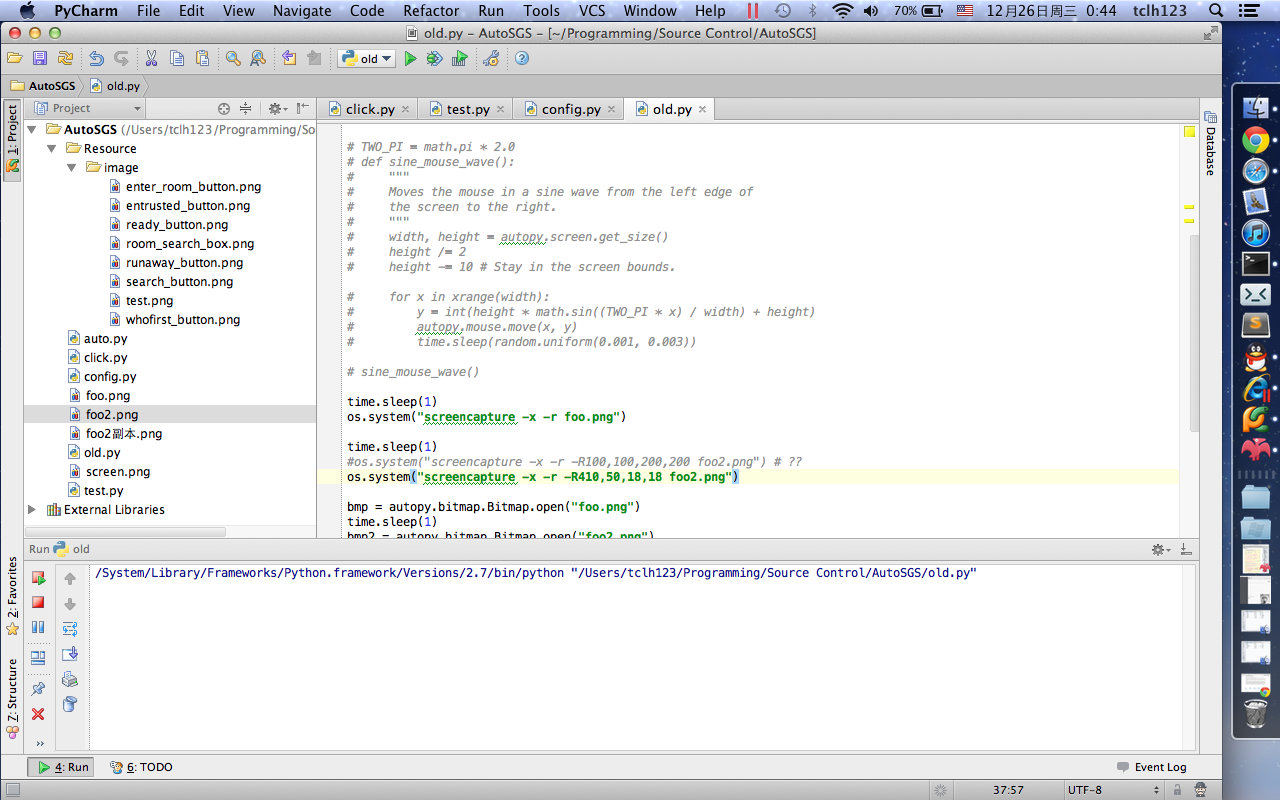 PyCharm File Edit View Navigate Code Refactor Run Tools VCS Window Help 70% 12月26日周三 0:44 tclh123
old.py – AutoSGS – [~/Programming/Source Control/AutoSGS]
old
AutoSGS old.py
Project click.py test.py config.py old.py
1: Project
Database
AutoSGS (/Users/tclh123/Programming/So
Resource
image
enter_room_button.png
entrusted_button.png
ready_button.png
room_search_box.png
runaway_button.png
search_button.png
test.png
whofirst_button.png
auto.py
click.py
config.py
foo.png
foo2.png
foo2副本.png
old.py
screen.png
test.py
External Libraries
# TWO_PI = math.pi * 2.0
# def sine_mouse_wave():
#     """
#     Moves the mouse in a sine wave from the left edge of
#     the screen to the right.
#     """
#     width, height = autopy.screen.get_size()
#     height /= 2
#     height -= 10 # Stay in the screen bounds.
#     for x in xrange(width):
#         y = int(height * math.sin((TWO_PI * x) / width) + height)
#         autopy.mouse.move(x, y)
#         time.sleep(random.uniform(0.001, 0.003))
# sine_mouse_wave()
time.sleep(1)
os.system("screencapture -x -r foo.png")
time.sleep(1)
#os.system("screencapture -x -r -R100,100,200,200 foo2.png") # ??
os.system("screencapture -x -r -R410,50,18,18 foo2.png")
bmp = autopy.bitmap.Bitmap.open("foo.png")
time.sleep(1)
bmp2 = autopy.bitmap.Bitmap.open("foo2.png")
Run old
/System/Library/Frameworks/Python.framework/Versions/2.7/bin/python "/Users/tclh123/Programming/Source Control/AutoSGS/old.py"
2: Favorites
Z: Structure
4: Run 6: TODO Event Log
37:57 UTF-8